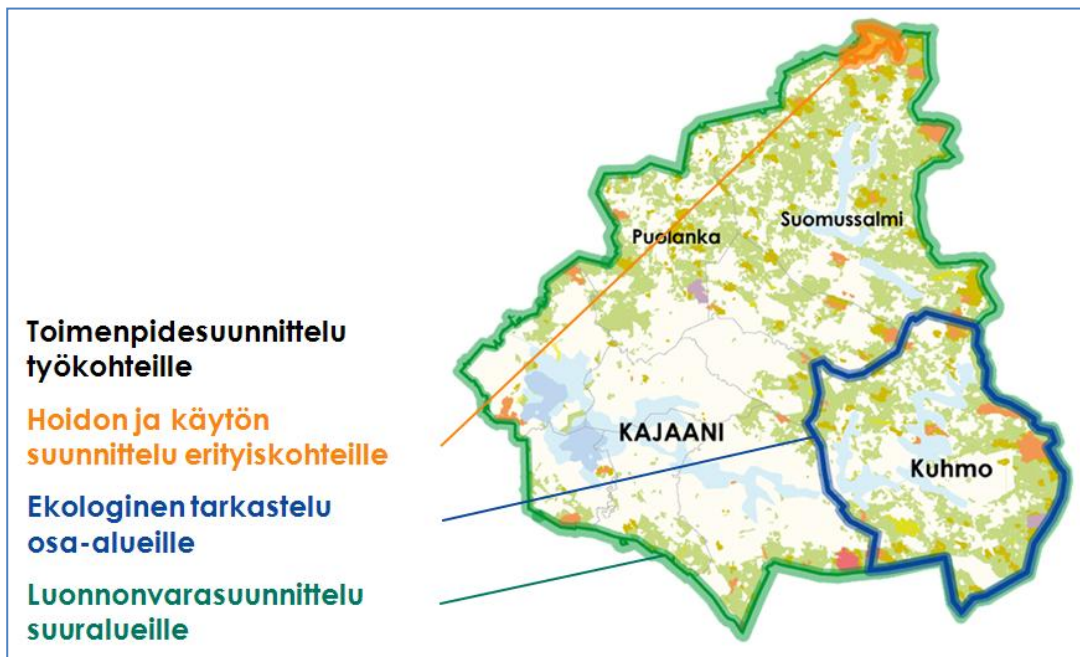 Toimenpidesuunnittelu
työkohteille
Hoidon ja käytön
suunnittelu erityiskohteille
Ekologinen tarkastelu
osa-alueille
Luonnonvarasuunnittelu
suuralueille
Suomussalmi
Puolanka
KAJAANI
Kuhmo